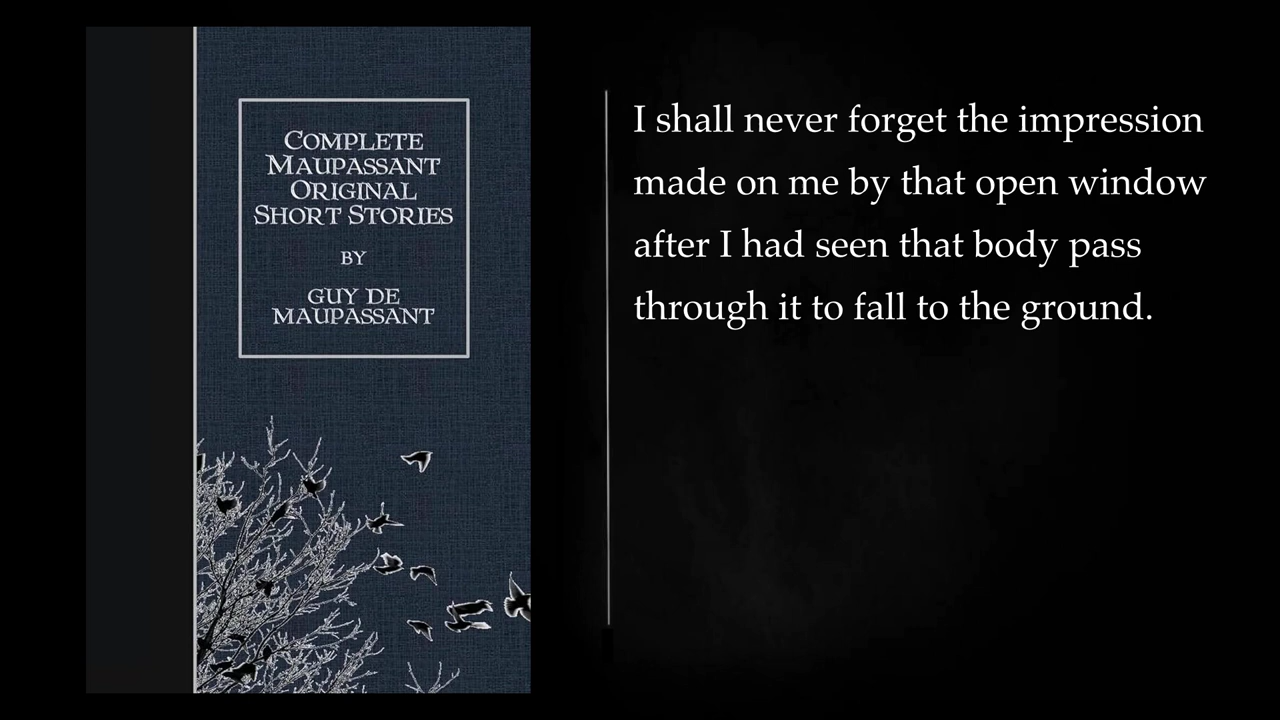 COMPLETE
MAUPASSANT
ORIGINAL
SHORT STORIES
BY
GUY DE
MAUPASSANT
I shall never forget the impression
made on me by that open window
after I had seen that body pass
through it to fall to the ground.